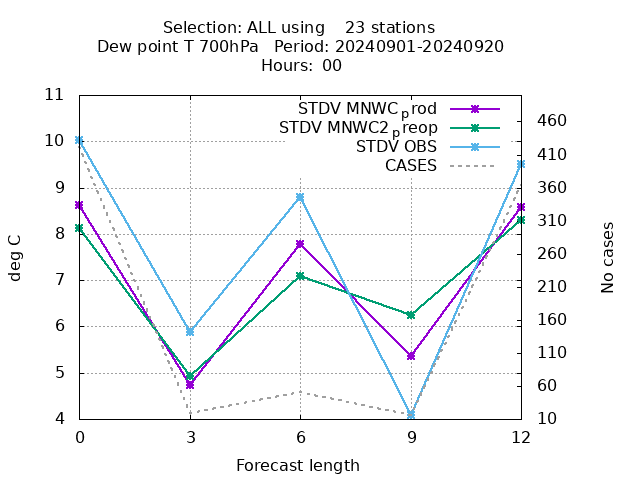 Selection: ALL using    23 stations
Dew point T 700hPa   Period: 20240901-20240920
Hours: 00
STDV MNWC_prod
STDV MNWC2_preop
STDV OBS
CASES
11
10
9
8
7
6
5
4
460
410
360
310
260
210
160
110
60
10
deg C
No cases
0 3 6 9 12
Forecast length